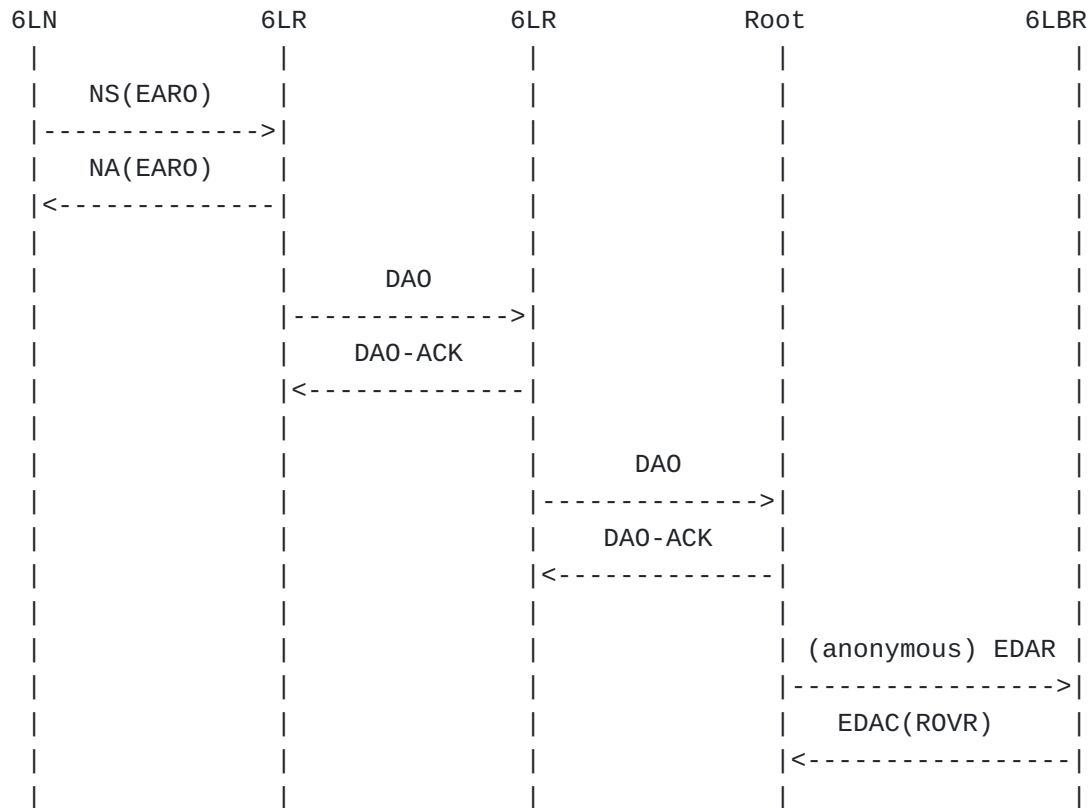 6LN 6LR 6LR Root 6LBR
NS(EARO)
NA(EARO)
DAO
DAO-ACK
DAO
DAO-ACK
(anonymous) EDAR
EDAC(ROVR)